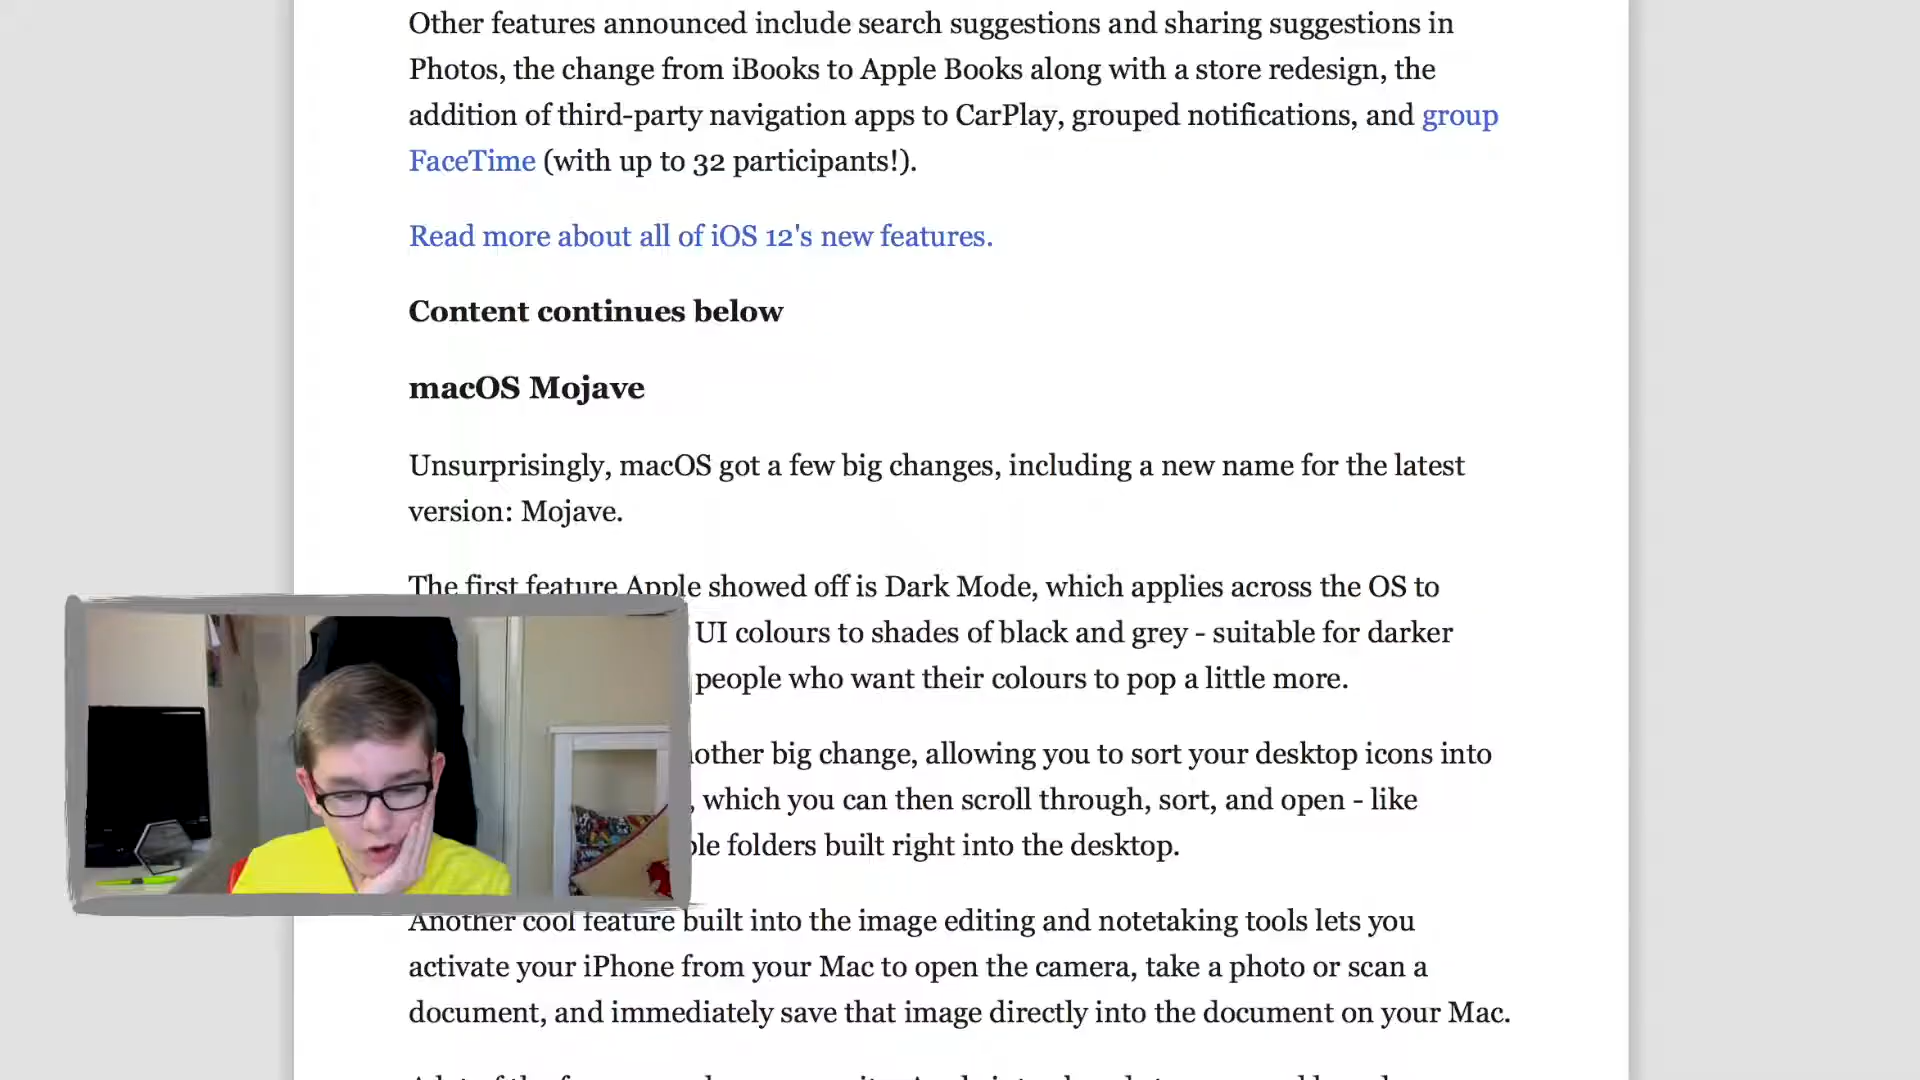 Other features announced include search suggestions and sharing suggestions in
Photos, the change from iBooks to Apple Books along with a store redesign, the
addition of third-party navigation apps to CarPlay, grouped notifications, and group
FaceTime (with up to 32 participants!).
Read more about all of iOS 12's new features.
Content continues below
macOS Mojave
Unsurprisingly, macOS got a few big changes, including a new name for the latest
version: Mojave.
The first feature Apple showed off is Dark Mode, which applies across the OS to
UI colours to shades of black and grey - suitable for darker
people who want their colours to pop a little more.
other big change, allowing you to sort your desktop icons into
, which you can then scroll through, sort, and open - like
folders built right into the desktop.
Another cool feature built into the image editing and notetaking tools lets you
activate your iPhone from your Mac to open the camera, take a photo or scan a
document, and immediately save that image directly into the document on your Mac.